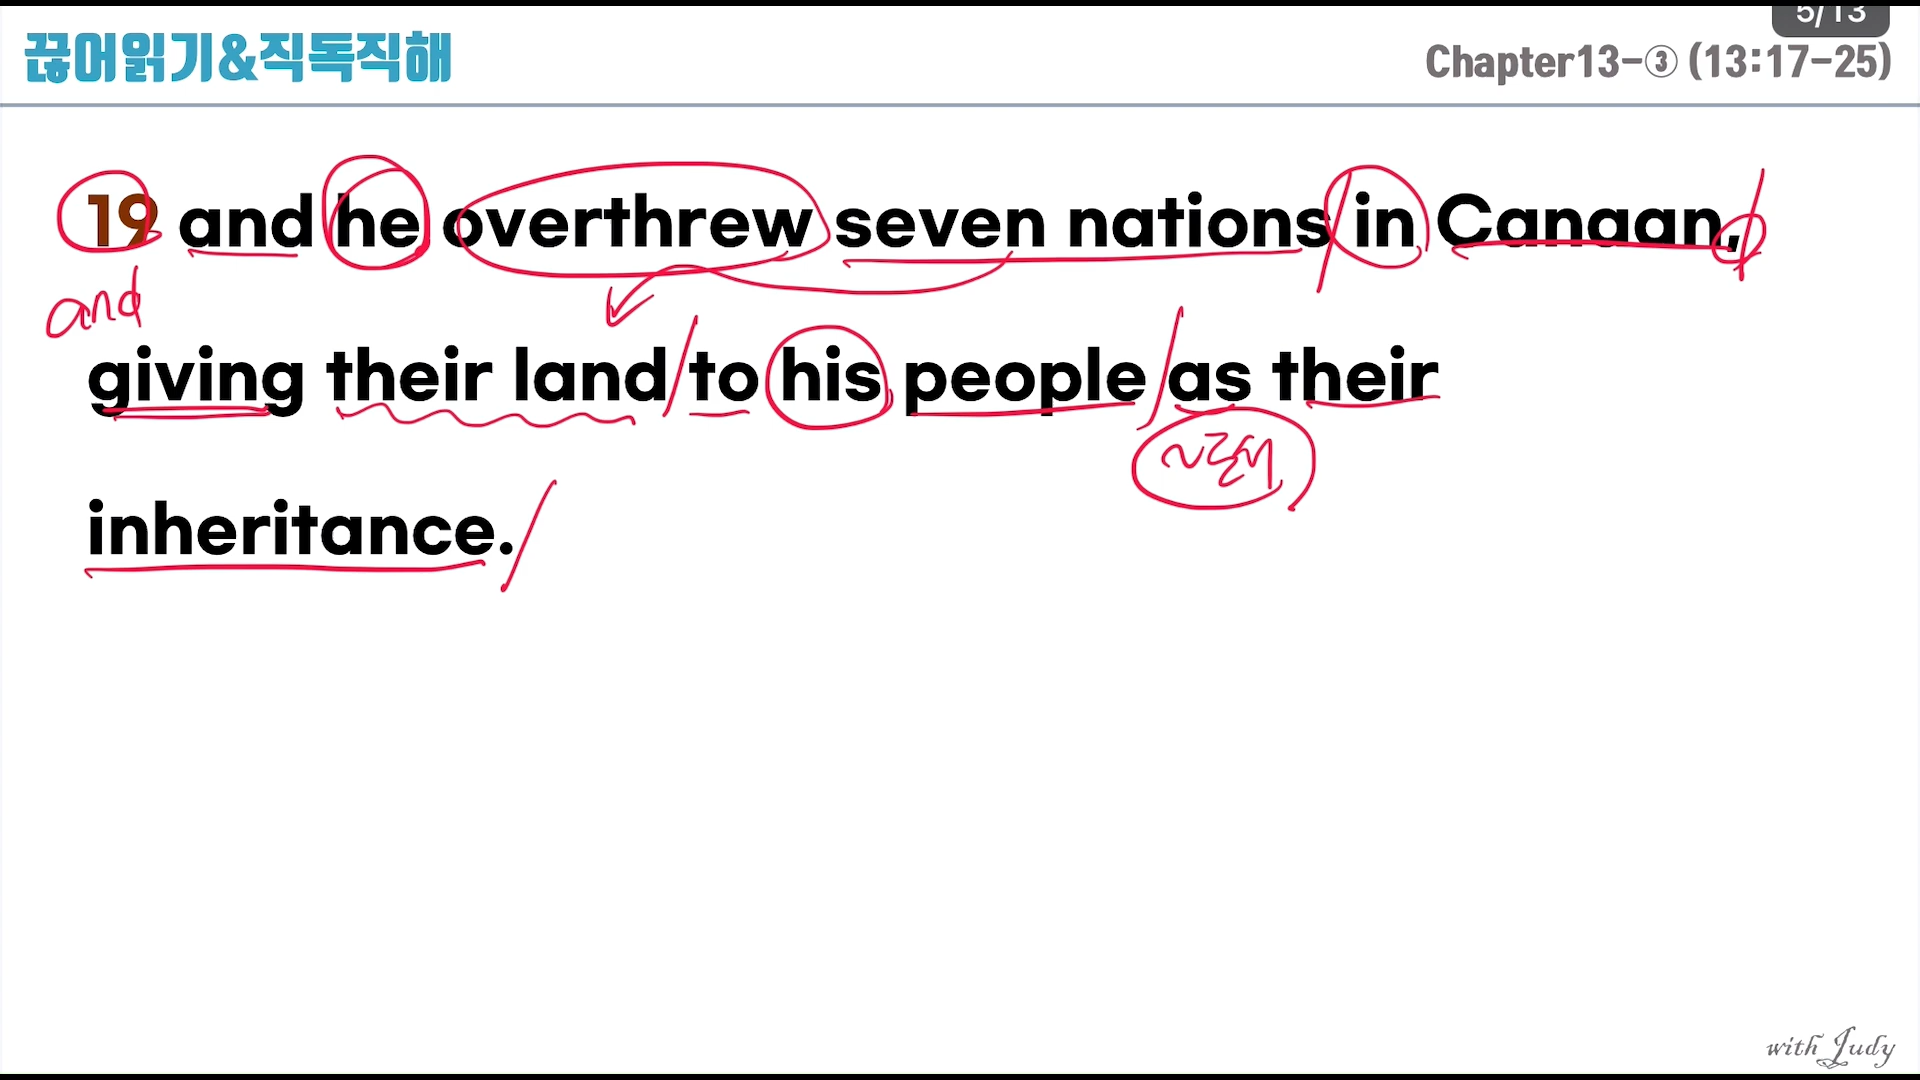 5/13
끊어읽기&직독직해
Chapter13-③ (13:17-25)
19 and he overthrew seven nations in Canaan,
and
giving their land to his people as their
inheritance.
with Judy